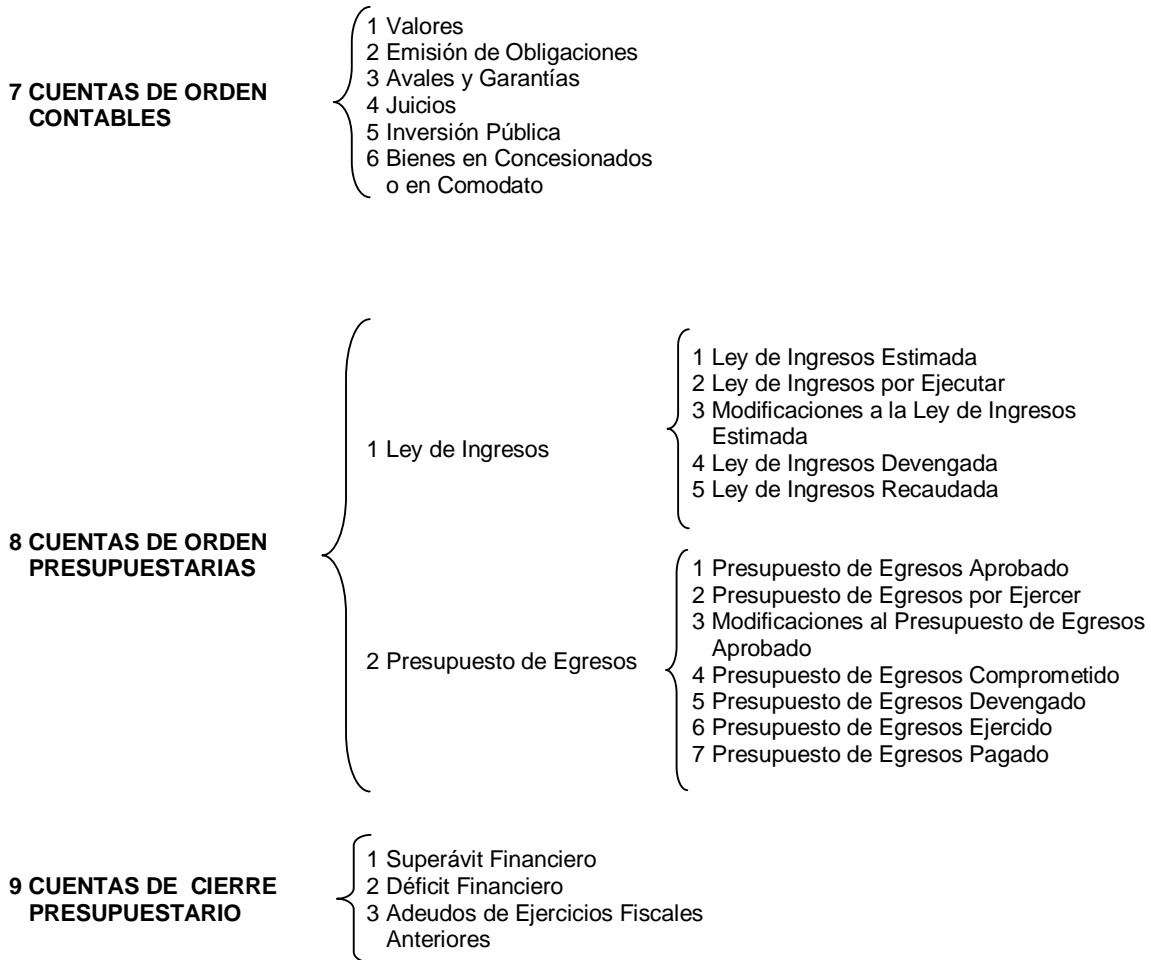 7 CUENTAS DE ORDEN
CONTABLES
1 Valores
2 Emisión de Obligaciones
3 Avales y Garantías
4 Juicios
5 Inversión Pública
6 Bienes en Concesionados
o en Comodato
8 CUENTAS DE ORDEN
PRESUPUESTARIAS
1 Ley de Ingresos
1 Ley de Ingresos Estimada
2 Ley de Ingresos por Ejecutar
3 Modificaciones a la Ley de Ingresos
Estimada
4 Ley de Ingresos Devengada
5 Ley de Ingresos Recaudada
2 Presupuesto de Egresos
1 Presupuesto de Egresos Aprobado
2 Presupuesto de Egresos por Ejercer
3 Modificaciones al Presupuesto de Egresos
Aprobado
4 Presupuesto de Egresos Comprometido
5 Presupuesto de Egresos Devengado
6 Presupuesto de Egresos Ejercido
7 Presupuesto de Egresos Pagado
9 CUENTAS DE CIERRE
PRESUPUESTARIO
1 Superávit Financiero
2 Déficit Financiero
3 Adeudos de Ejercicios Fiscales
Anteriores